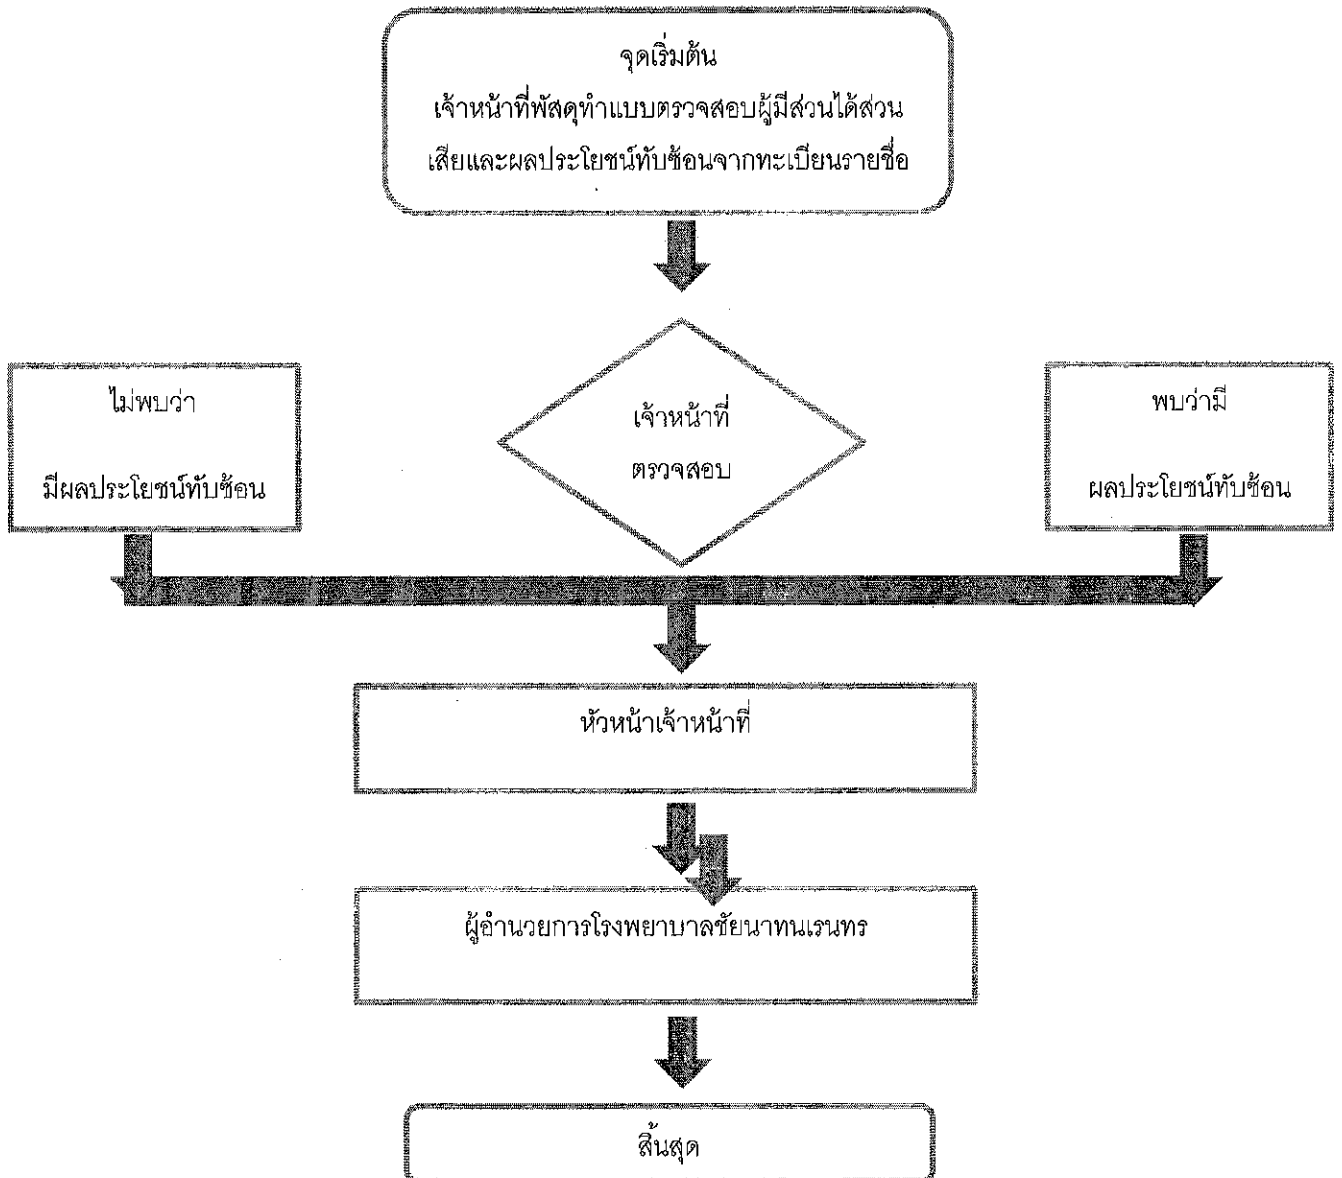 จุดเริ่มต้น
เจ้าหน้าที่พัสดุทำแบบตรวจสอบผู้มีส่วนได้ส่วน
เสียและผลประโยชน์ทับซ้อนจากทะเบียนรายชื่อ
ไม่พบว่า
มีผลประโยชน์ทับซ้อน
เจ้าหน้าที่
ตรวจสอบ
พบว่ามี
ผลประโยชน์ทับซ้อน
หัวหน้าเจ้าหน้าที่
ผู้อำนวยการโรงพยาบาลชัยนาทนเรนทร
สิ้นสุด